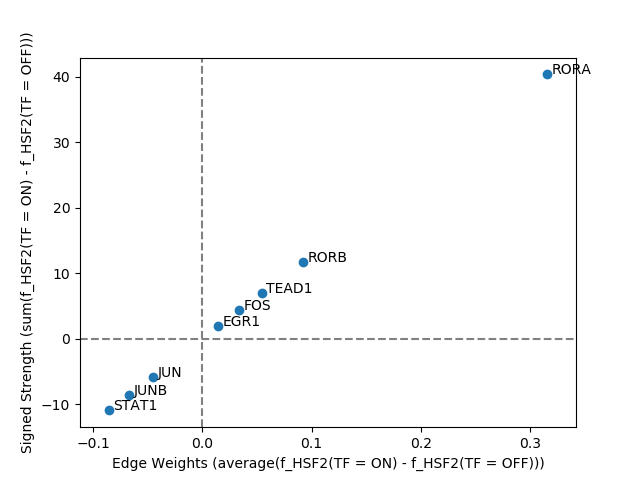 Signed Strength (sum(f_HSF2(TF = ON) - f_HSF2(TF = OFF)))
40
30
20
10
0
−10
RORA
RORB
TEAD1
FOS
EGR1
JUN
JUNB
STAT1
−0.1 0.0 0.1 0.2 0.3
Edge Weights (average(f_HSF2(TF = ON) - f_HSF2(TF = OFF)))